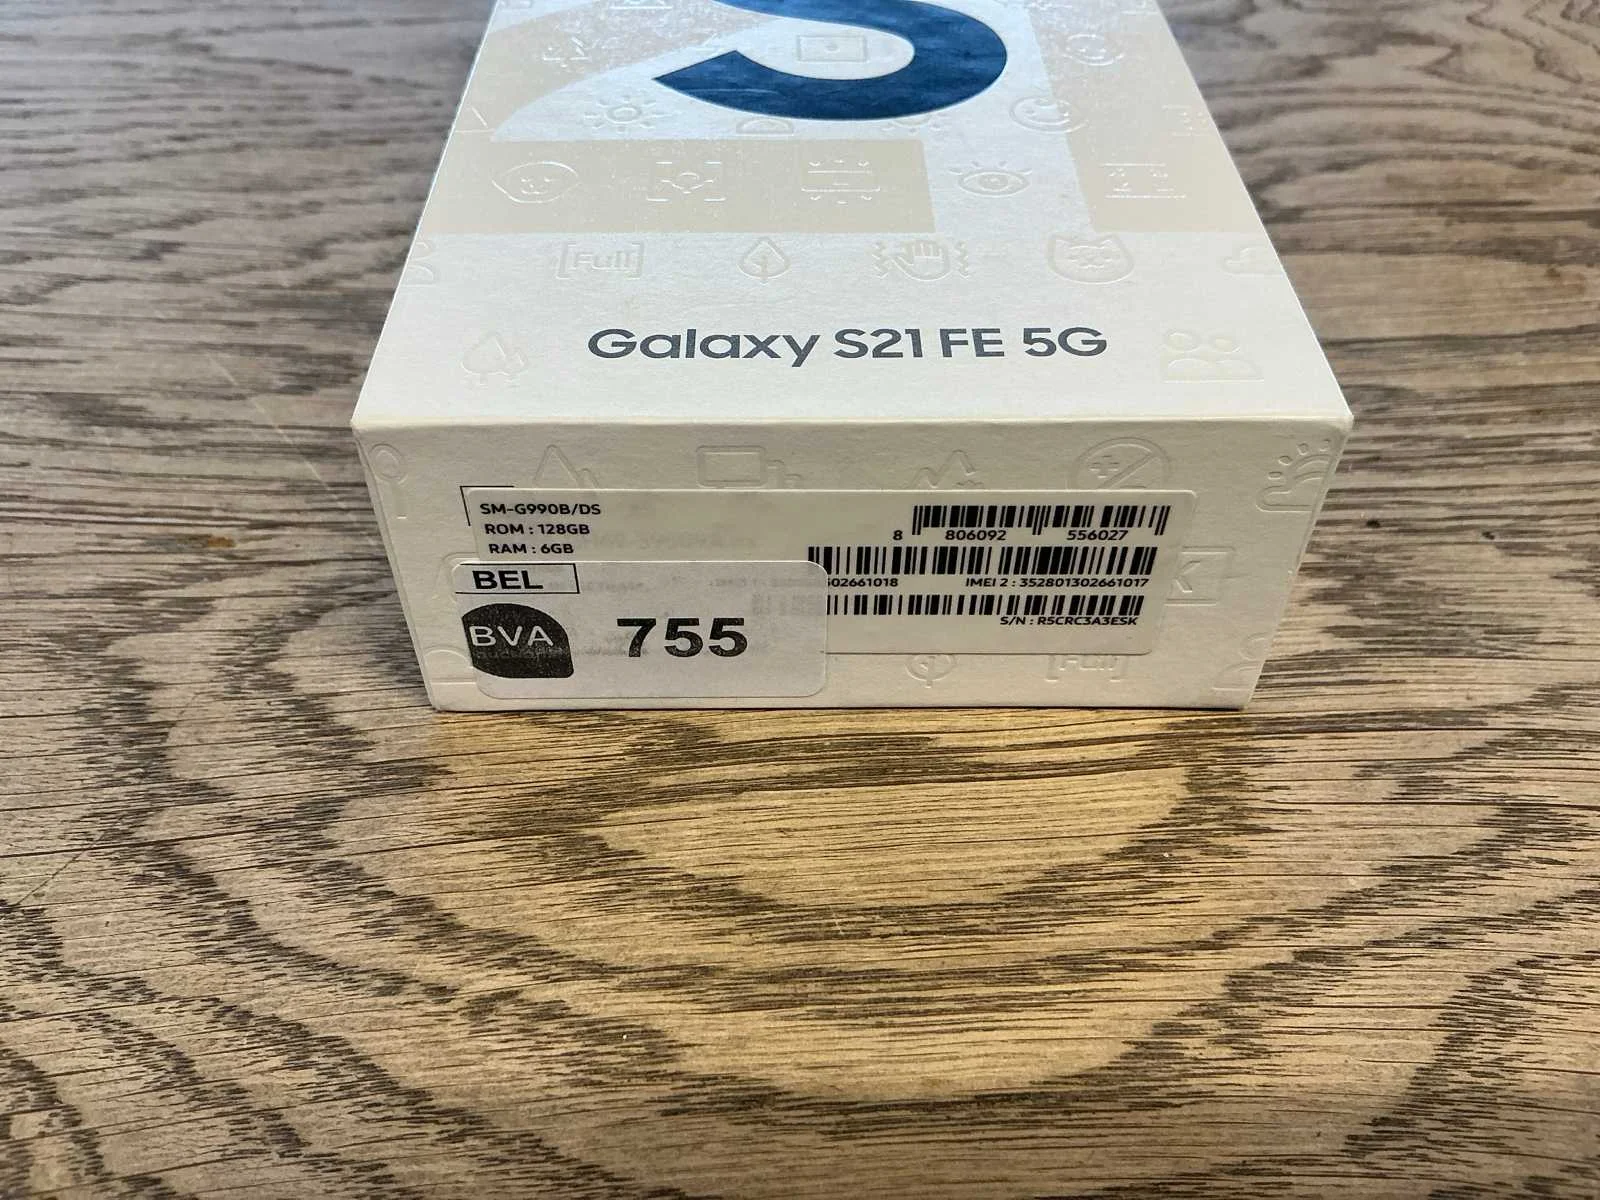 [Full]
Galaxy S21 FE 5G
SM-G990B/DS
ROM : 128GB
RAM : 6GB
8 806092 556027
02661018 IMEI 2 : 352801302661017
S/N : R5CRC3A3ESK
BEL
BVA 755
[Full]